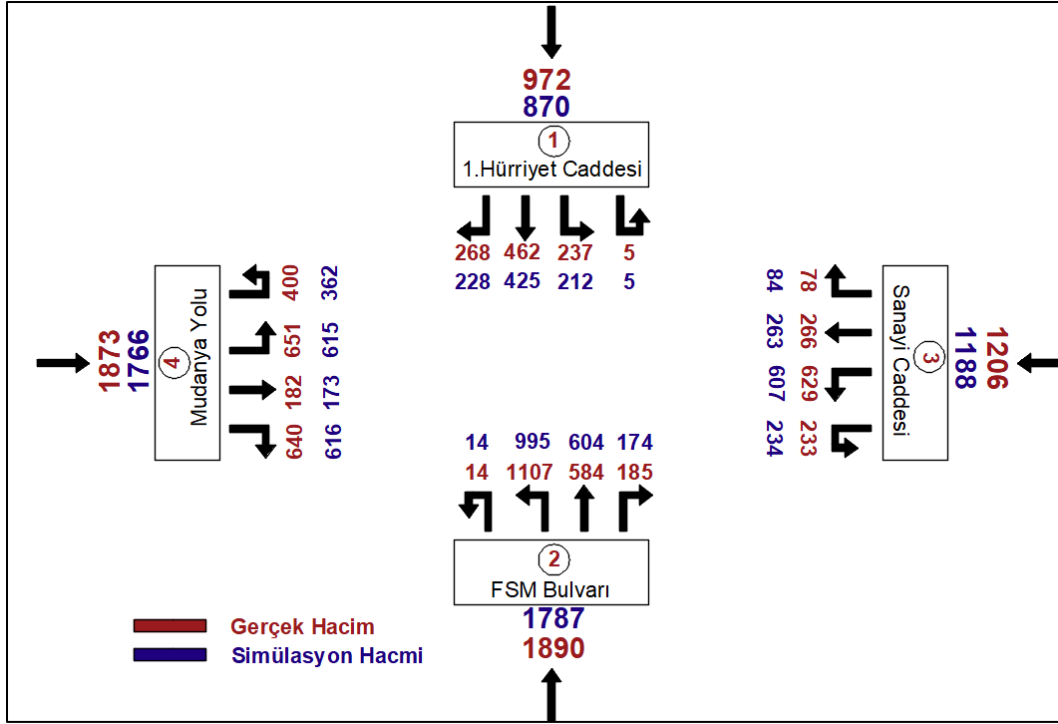 972
870
1
1.Hürriyet Caddesi
268 462 237 5
228 425 212 5
1873
1766
4
Mudanya Yolu
400 362
651 615
182 173
640 616
84 78
263 266
607 629
234 233
Sanayi Caddesi
3
1188
1206
14 995 604 174
14 1107 584 185
2
FSM Bulvarı
1787
1890
Gerçek Hacim
Simülasyon Hacmi